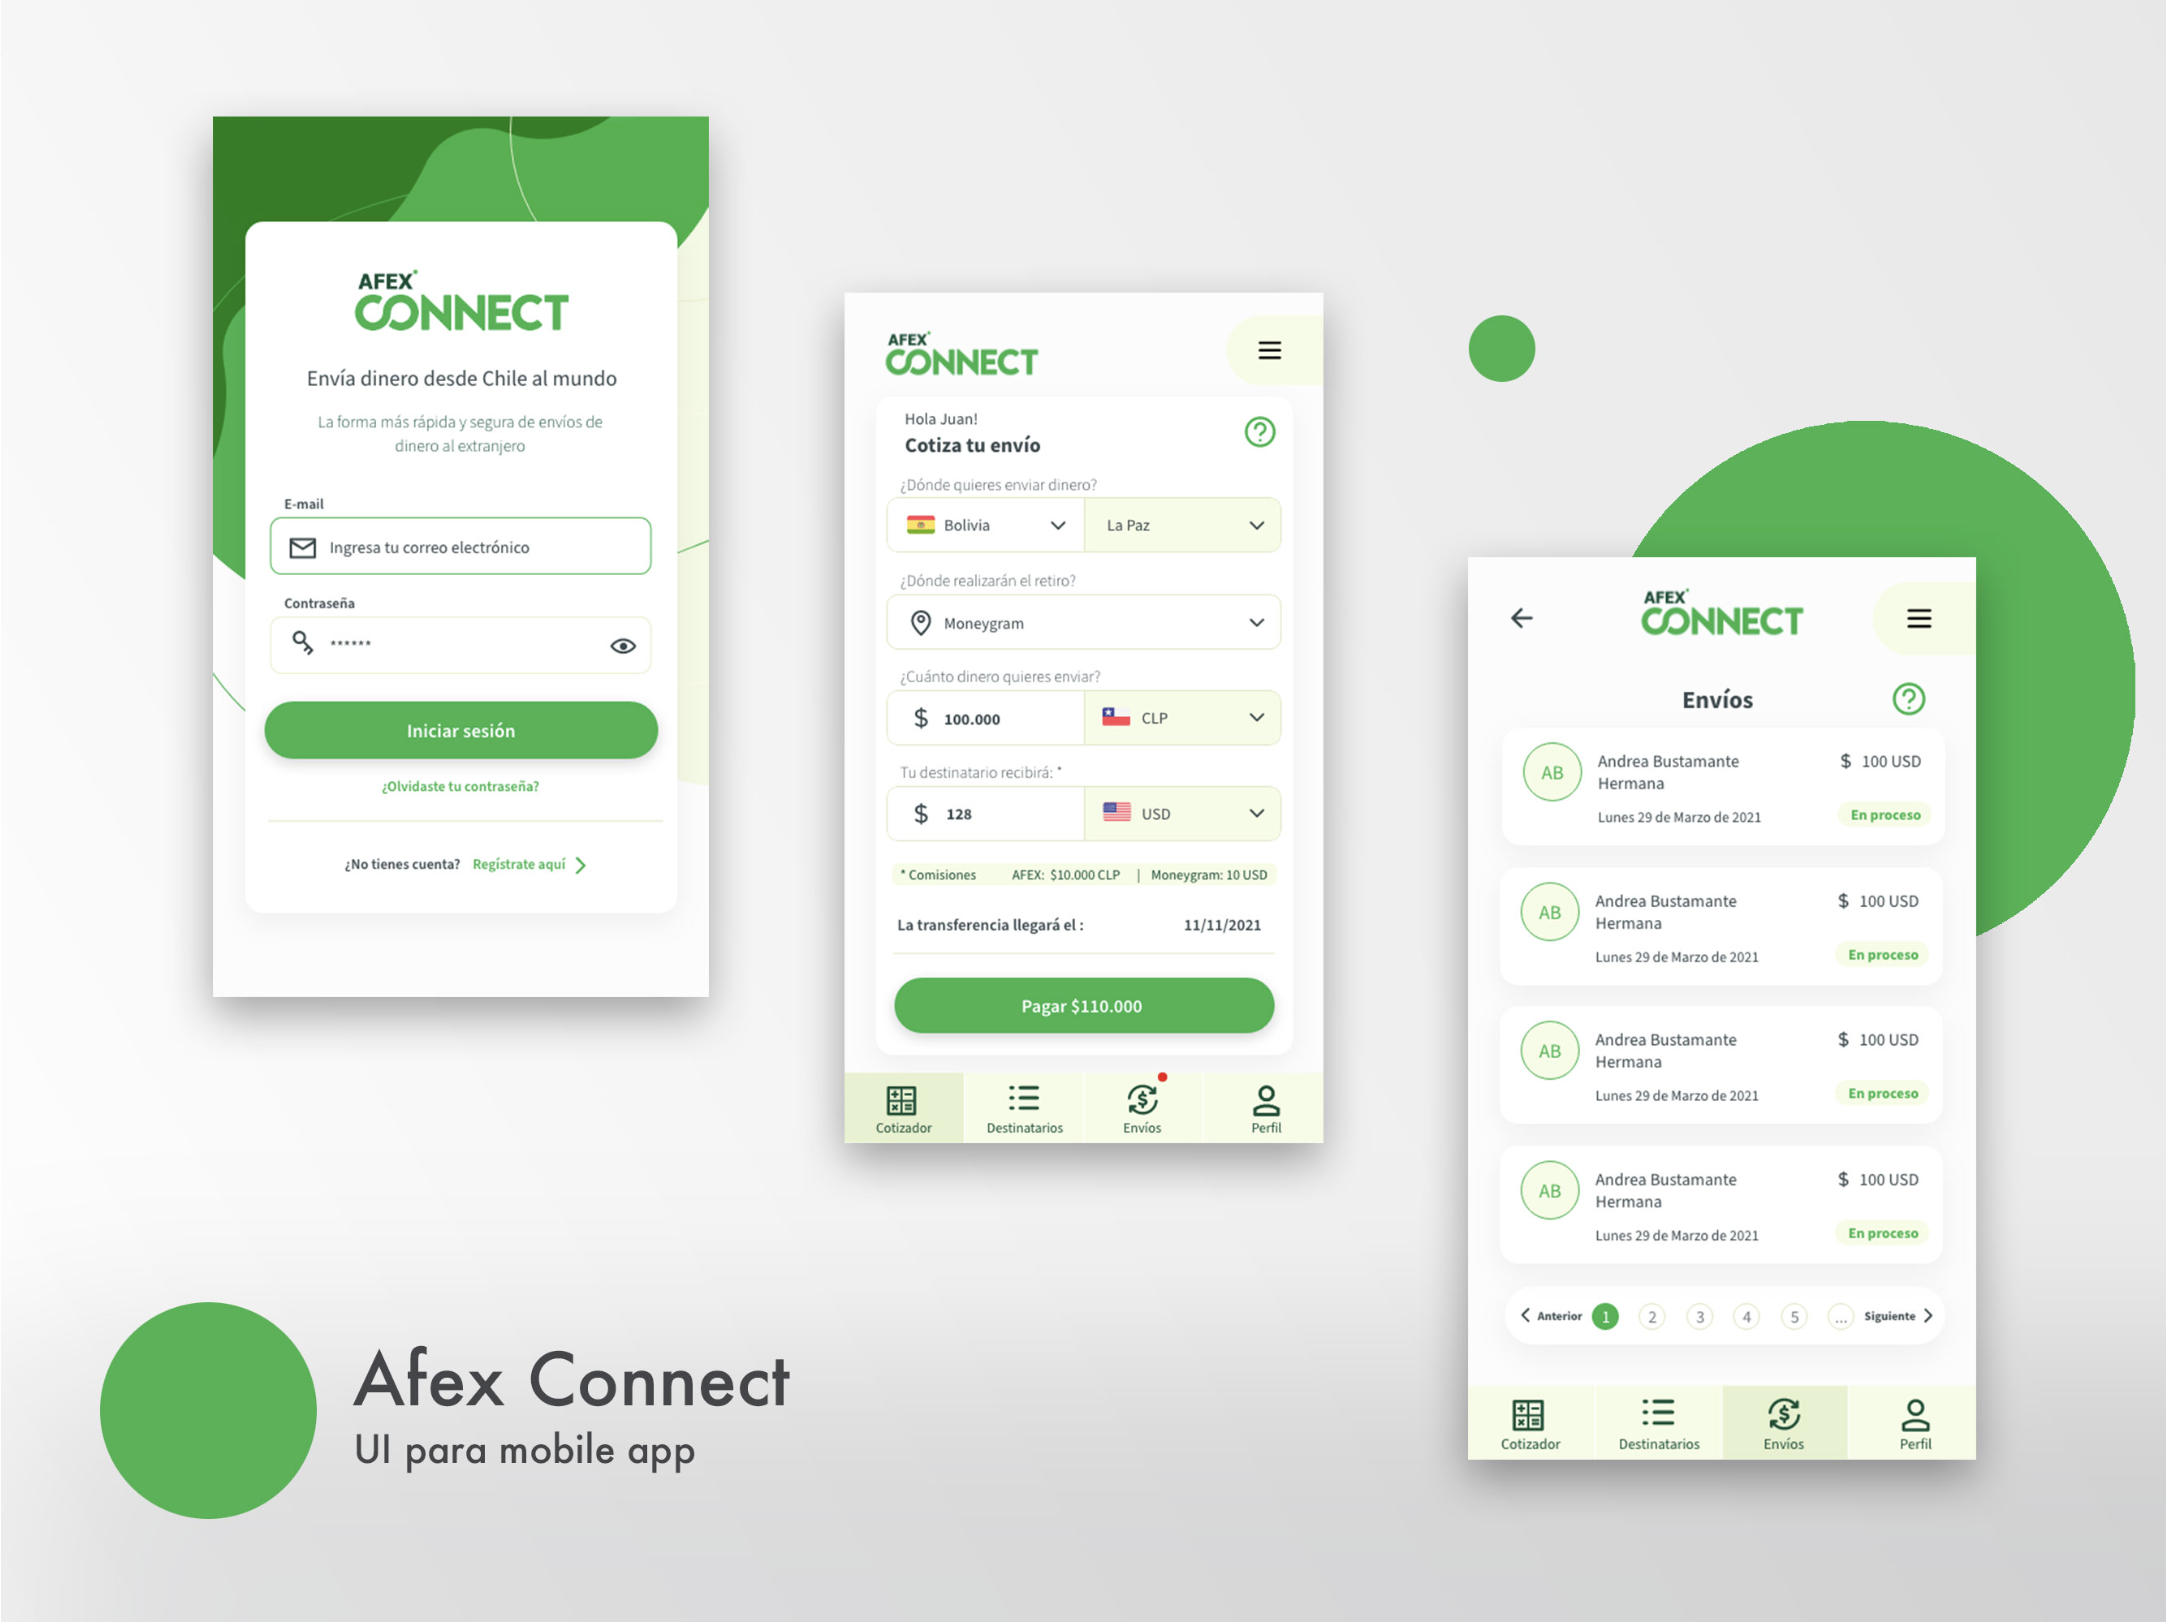 AFEX
CONNECT
Envía dinero desde Chile al mundo
La forma más rápida y segura de envíos de
dinero al extranjero
E-mail
Ingresa tu correo electrónico
Contraseña
******
Iniciar sesión
¿Olvidaste tu contraseña?
¿No tienes cuenta? Regístrate aquí
AFEX
CONNECT
Hola Juan!
Cotiza tu envío
¿Dónde quieres enviar dinero?
Bolivia La Paz
¿Dónde realizarán el retiro?
Moneygram
¿Cuánto dinero quieres enviar?
$ 100.000 CLP
Tu destinatario recibirá: *
$ 128 USD
* Comisiones AFEX: $10.000 CLP | Moneygram: 10 USD
La transferencia llegará el : 11/11/2021
Pagar $110.000
Cotizador Destinatarios Envíos Perfil
AFEX
CONNECT
Envíos
AB Andrea Bustamante $ 100 USD
Hermana
Lunes 29 de Marzo de 2021 En proceso
AB Andrea Bustamante $ 100 USD
Hermana
Lunes 29 de Marzo de 2021 En proceso
AB Andrea Bustamante $ 100 USD
Hermana
Lunes 29 de Marzo de 2021 En proceso
AB Andrea Bustamante $ 100 USD
Hermana
Lunes 29 de Marzo de 2021 En proceso
Anterior 1 2 3 4 5 ... Siguiente
Cotizador Destinatarios Envíos Perfil
Afex Connect
UI para mobile app